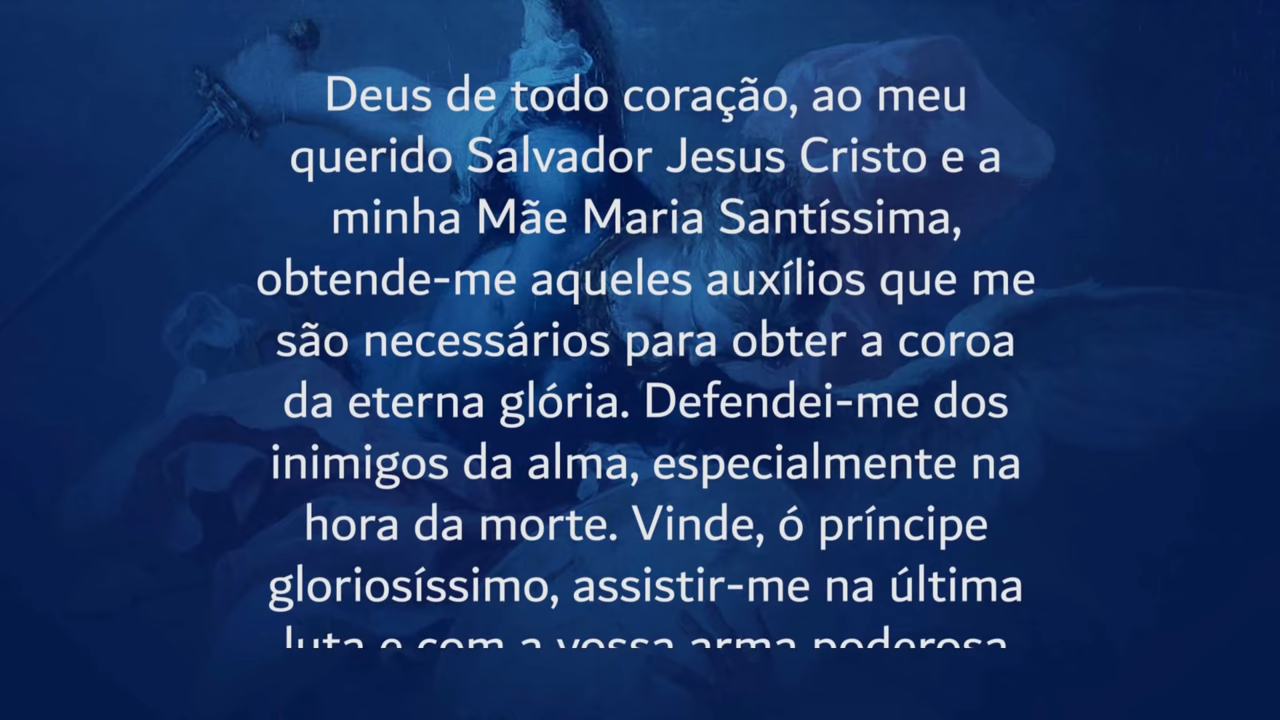 Deus de todo coração, ao meu
querido Salvador Jesus Cristo e a
minha Mãe Maria Santíssima,
obtende-me aqueles auxílios que me
são necessários para obter a coroa
da eterna glória. Defendei-me dos
inimigos da alma, especialmente na
hora da morte. Vinde, ó príncipe
gloriosíssimo, assistir-me na última
luta e com a vossa arma poderosa